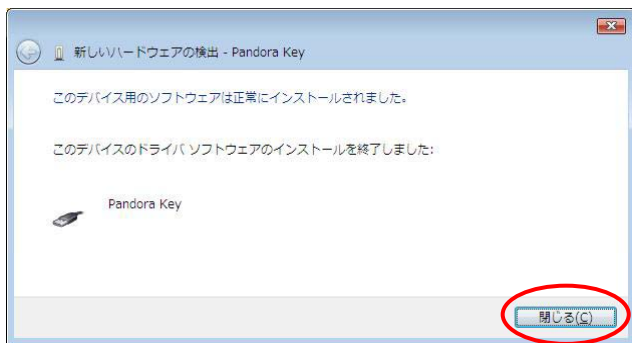 新しいハードウェアの検出 - Pandora Key
このデバイス用のソフトウェアは正常にインストールされました。
このデバイスのドライバ ソフトウェアのインストールを終了しました:
Pandora Key
閉じる(C)